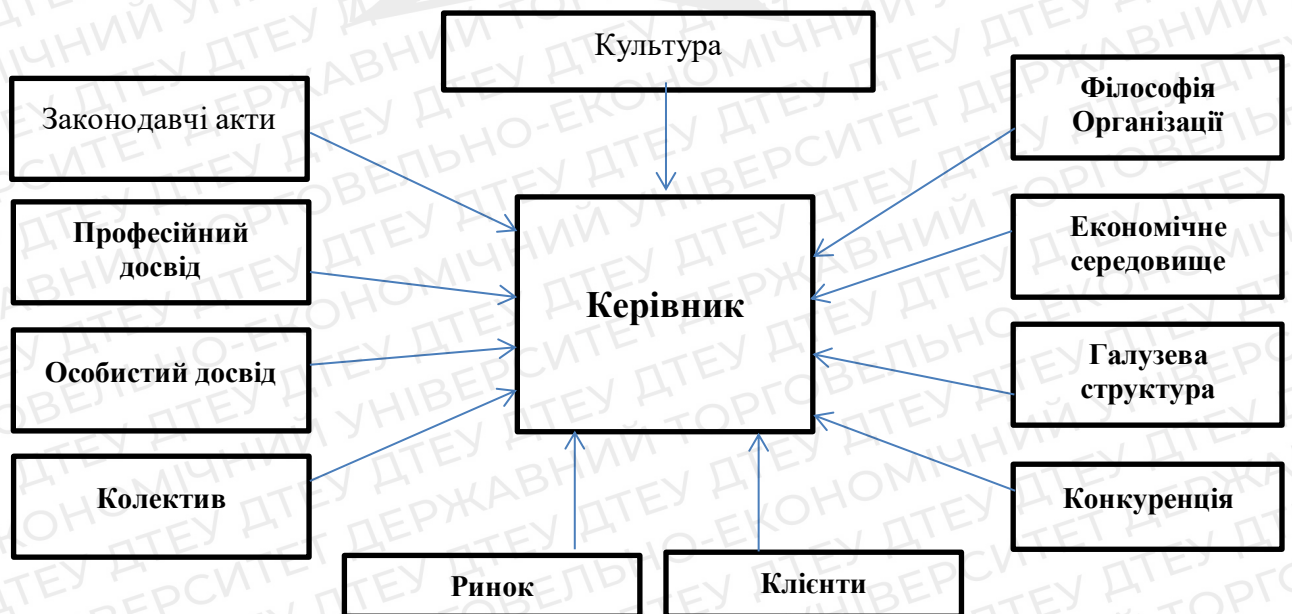 Культура
Законодавчі акти
Філософія
Організації
Професійний
досвід
Економічне
середовище
Керівник
Особистий досвід
Галузева
структура
Колектив
Конкуренція
Ринок
Клієнти